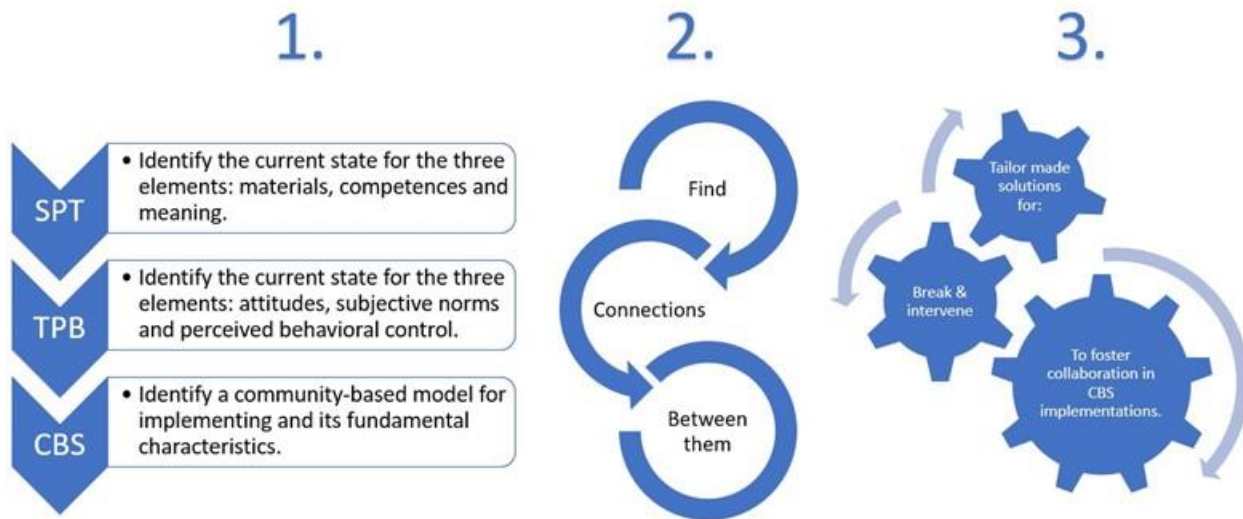 1.
SPT
• Identify the current state for the three
elements: materials, competences and
meaning.
TPB
• Identify the current state for the three
elements: attitudes, subjective norms
and perceived behavioral control.
CBS
• Identify a community-based model for
implementing and its fundamental
characteristics.
2.
Find
Connections
Between
them
3.
Tailor made
solutions
for:
Break &
intervene
To foster
collaboration in
CBS
implementations.